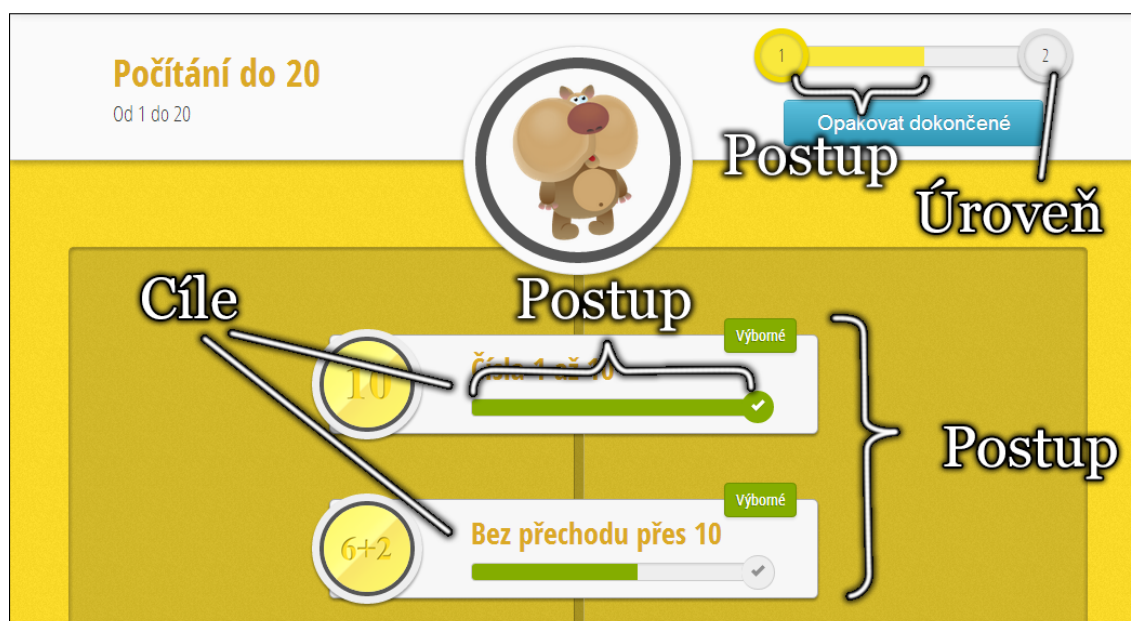 Počítání do 20
Od 1 do 20
1
2
Opakovat dokončené
Postup
Úroveň
Cíle
Postup
Výborné
10
Čísla 1 až 10
Postup
Výborné
6+2
Bez přechodu přes 10